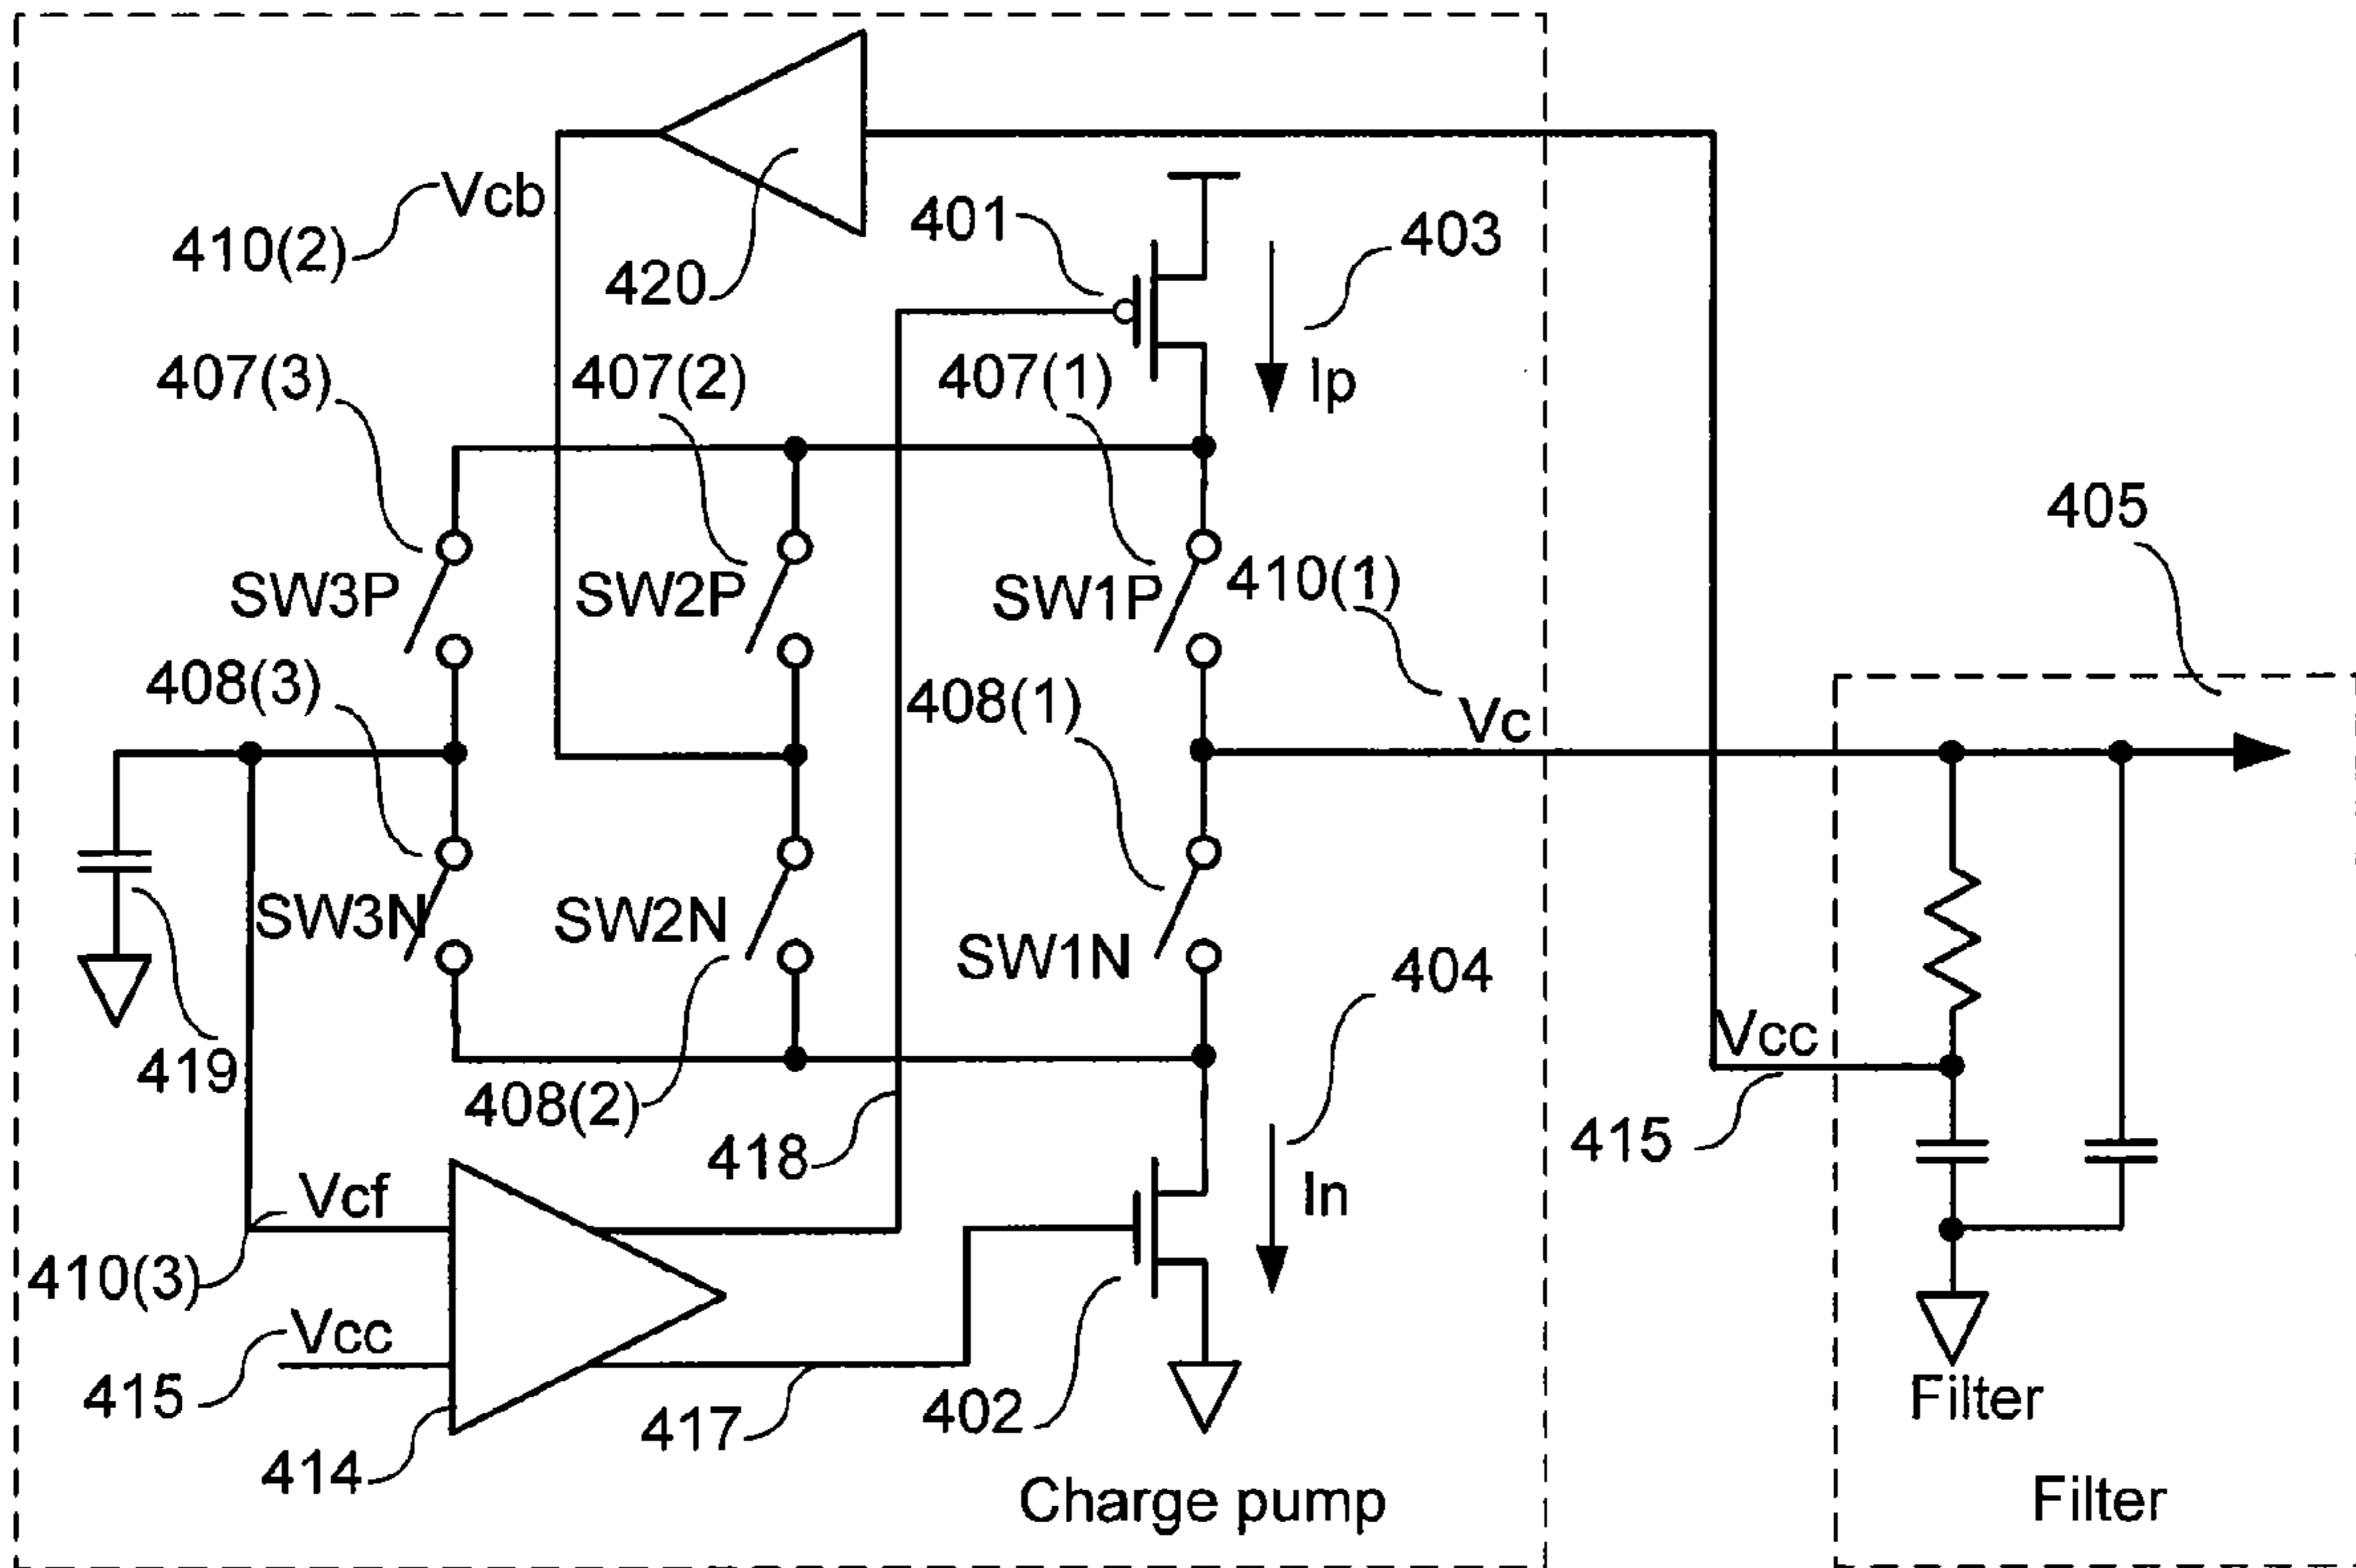 Vcb
410(2)
420
401
403
407(3)
407(2)
407(1)
Ip
405
SW3P
SW2P
SW1P
410(1)
408(3)
408(1)
Vc
SW3N
SW2N
SW1N
404
419
408(2)
418
Vcc
415
Vcf
In
410(3)
Vcc
415
417
402
414
Filter
Charge pump
Filter